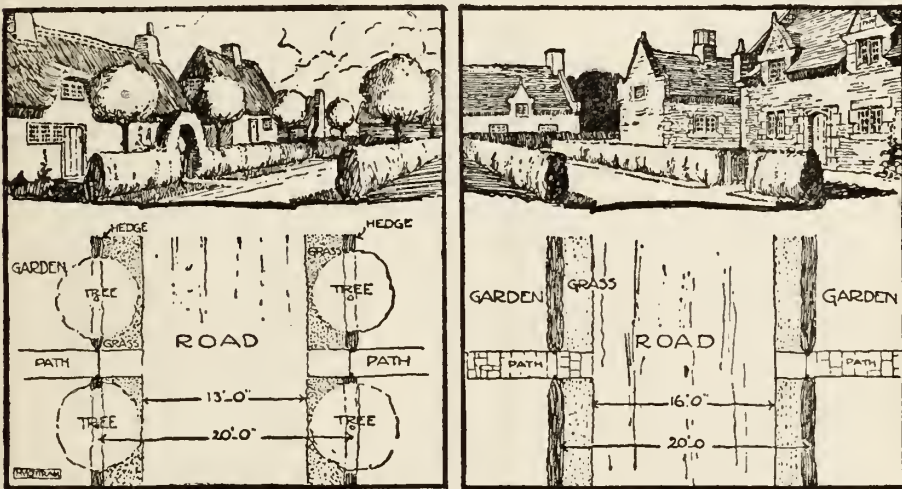 HEDGE
HEDGE
GRASS
GARDEN
TREE
TREE
GRASS
ROAD
PATH
PATH
13'-0"
TREE
TREE
20'-0"
GRASS
GARDEN
GARDEN
ROAD
PATH
PATH
16'-0"
20'-0